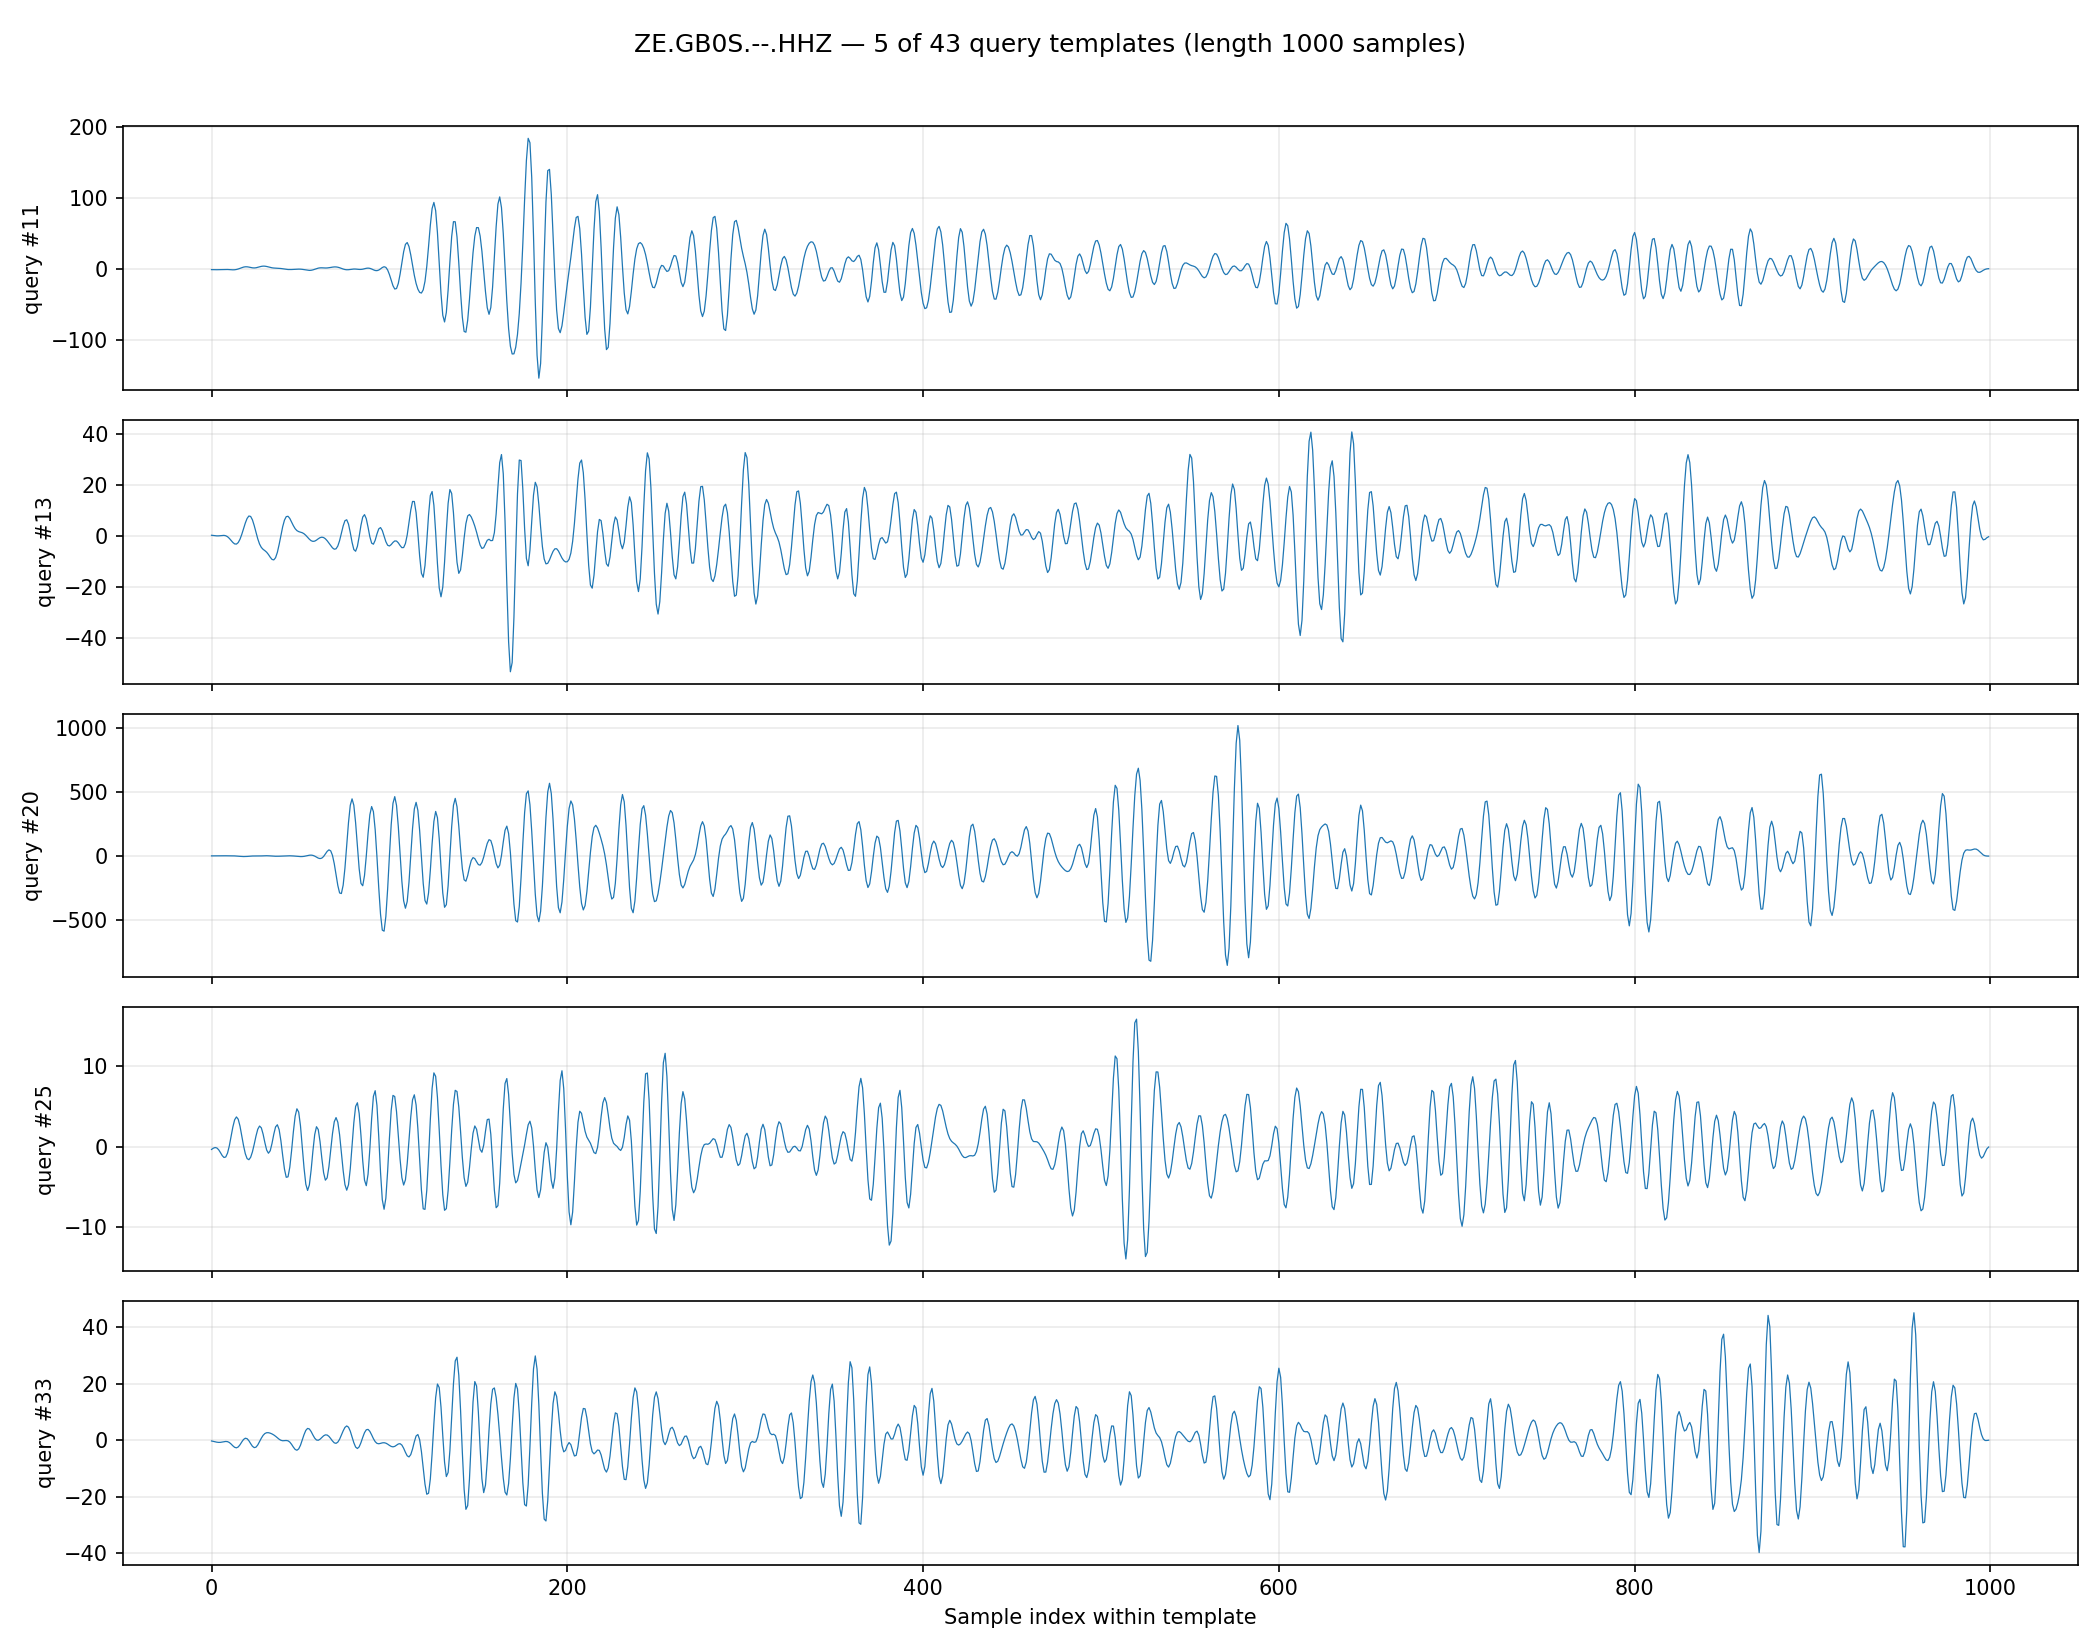 ZE.GB0S.--.HHZ — 5 of 43 query templates (length 1000 samples)
200
100
0
−100
query #11
40
20
0
−20
−40
query #13
1000
500
0
−500
query #20
10
0
−10
query #25
40
20
0
−20
−40
query #33
0 200 400 600 800 1000
Sample index within template